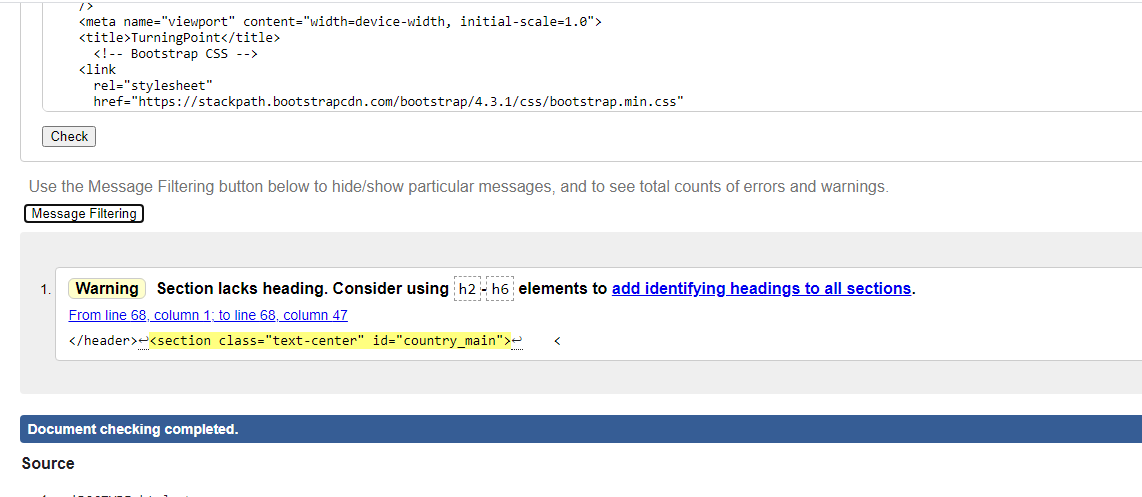 />
<meta name="viewport" content="width=device-width, initial-scale=1.0">
<title>TurningPoint</title>
<!-- Bootstrap CSS -->
<link
rel="stylesheet"
href="https://stackpath.bootstrapcdn.com/bootstrap/4.3.1/css/bootstrap.min.css"
Check
Use the Message Filtering button below to hide/show particular messages, and to see total counts of errors and warnings.
Message Filtering
1. Warning Section lacks heading. Consider using h2-h6 elements to add identifying headings to all sections.
From line 68, column 1; to line 68, column 47
</header>↩<section class="text-center" id="country_main">↩ <
Document checking completed.
Source